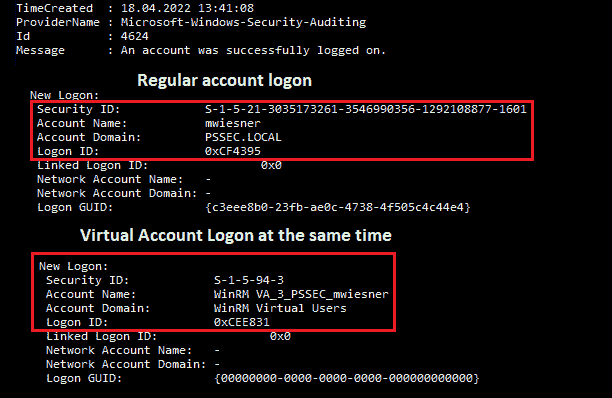 TimeCreated : 18.04.2022 13:41:08
ProviderName : Microsoft-Windows-Security-Auditing
Id : 4624
Message : An account was successfully logged on.
Regular account logon
New Logon:
Security ID: S-1-5-21-3035173261-3546990356-1292108877-1601
Account Name: mwiesner
Account Domain: PSSEC.LOCAL
Logon ID: 0xCF4395
Linked Logon ID: 0x0
Network Account Name: -
Network Account Domain: -
Logon GUID: {c3eee8b0-23fb-ae0c-4738-4f505c4c44e4}
Virtual Account Logon at the same time
New Logon:
Security ID: S-1-5-94-3
Account Name: WinRM VA_3_PSSEC_mwiesner
Account Domain: WinRM Virtual Users
Logon ID: 0xCEE831
Linked Logon ID: 0x0
Network Account Name: -
Network Account Domain: -
Logon GUID: {00000000-0000-0000-0000-000000000000}